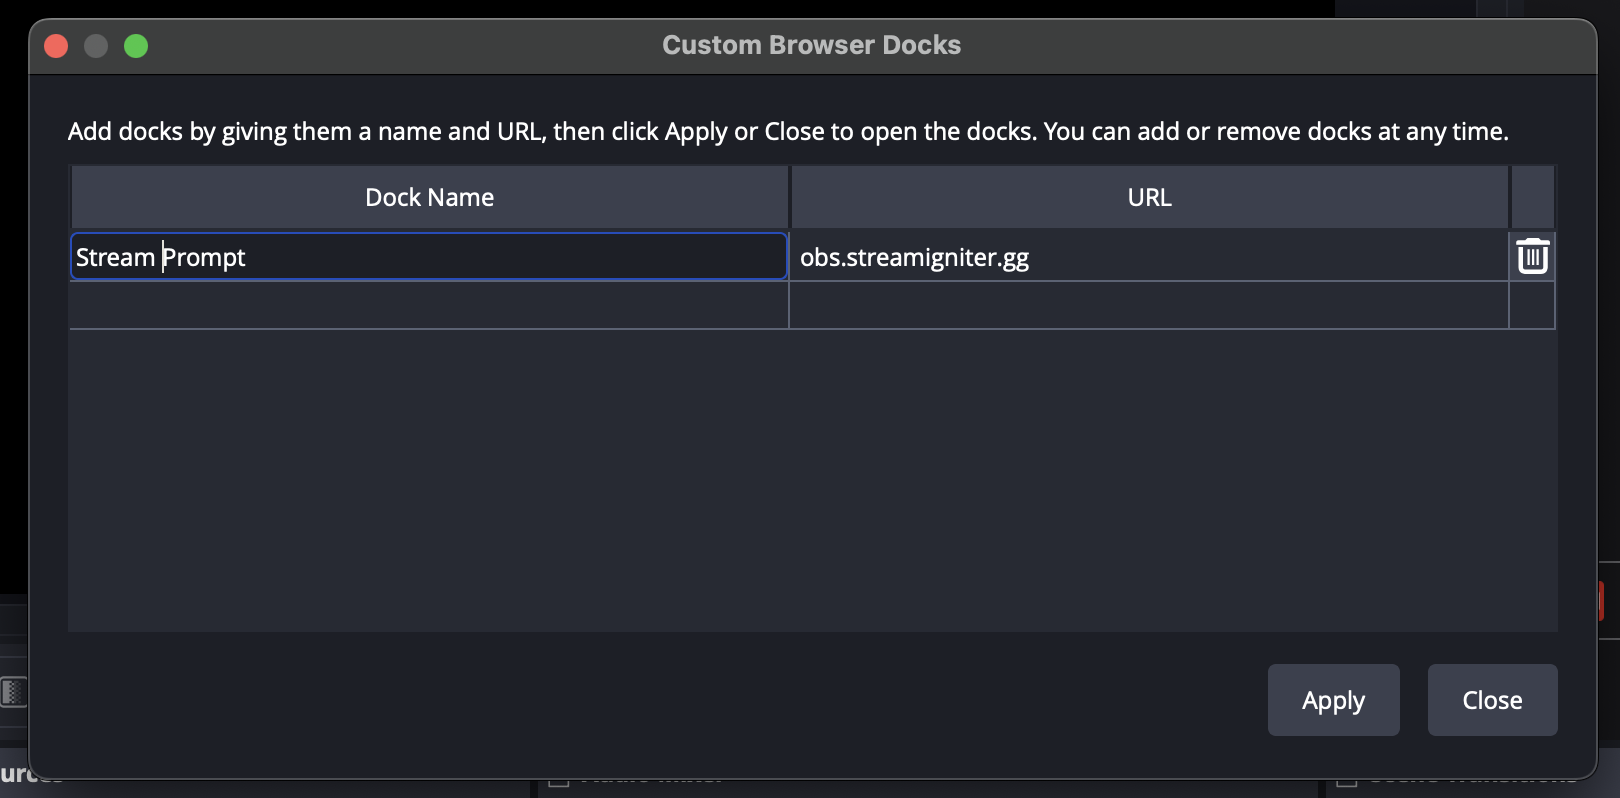 Custom Browser Docks
Add docks by giving them a name and URL, then click Apply or Close to open the docks. You can add or remove docks at any time.
Dock Name
URL
Stream Prompt
obs.streamigniter.gg
Apply
Close